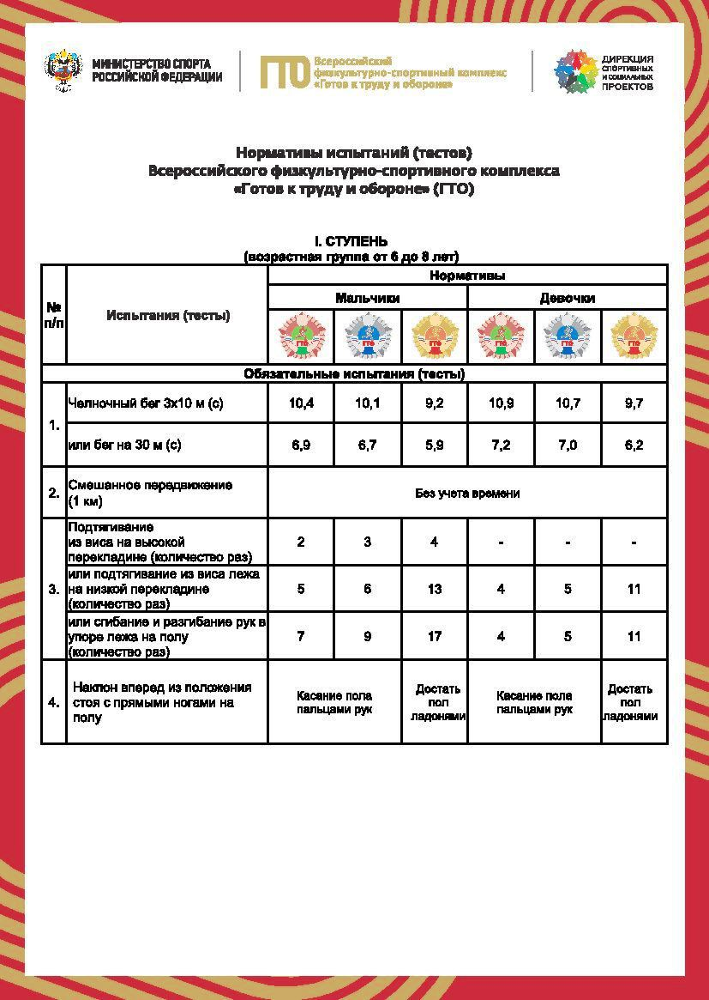 МИНИСТЕРСТВО СПОРТА
РОССИЙСКОЙ ФЕДЕРАЦИИ
ГТО
Всероссийский
физкультурно-спортивный комплекс
«Готов к труду и обороне»
ДИРЕКЦИЯ
СПОРТИВНЫХ
И СОЦИАЛЬНЫХ
ПРОЕКТОВ
Нормативы испытаний (тестов)
Всероссийского физкультурно-спортивного комплекса
«Готов к труду и обороне» (ГТО)
I. СТУПЕНЬ
(возрастная группа от 6 до 8 лет)
№ п/п
Испытания (тесты)
Нормативы
Мальчики Девочки
ГТО ГТО ГТО ГТО ГТО ГТО
Обязательные испытания (тесты)
1. Челночный бег 3х10 м (с) 10,4 10,1 9,2 10,9 10,7 9,7
или бег на 30 м (с) 6,9 6,7 5,9 7,2 7,0 6,2
2. Смешанное передвижение
(1 км)
Без учета времени
3. Подтягивание
из виса на высокой
перекладине (количество раз) 2 3 4 - - -
или подтягивание из виса лежа
на низкой перекладине
(количество раз) 5 6 13 4 5 11
или сгибание и разгибание рук в
упоре лежа на полу
(количество раз) 7 9 17 4 5 11
4. Наклон вперед из положения
стоя с прямыми ногами на
полу
Касание пола
пальцами рук
Достать
пол
ладонями
Касание пола
пальцами рук
Достать
пол
ладонями